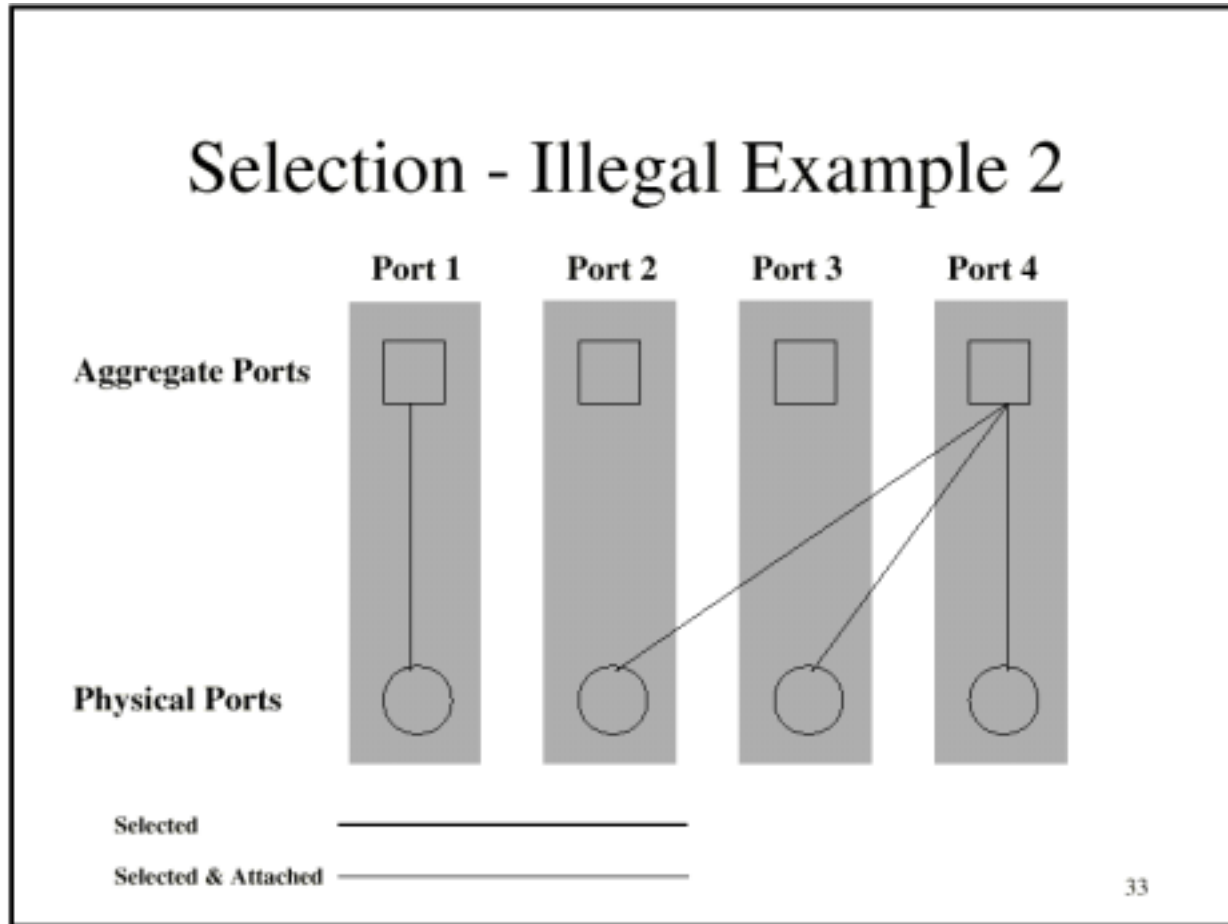 Selection - Illegal Example 2
Port 1 Port 2 Port 3 Port 4
Aggregate Ports
Physical Ports
Selected
Selected & Attached
33